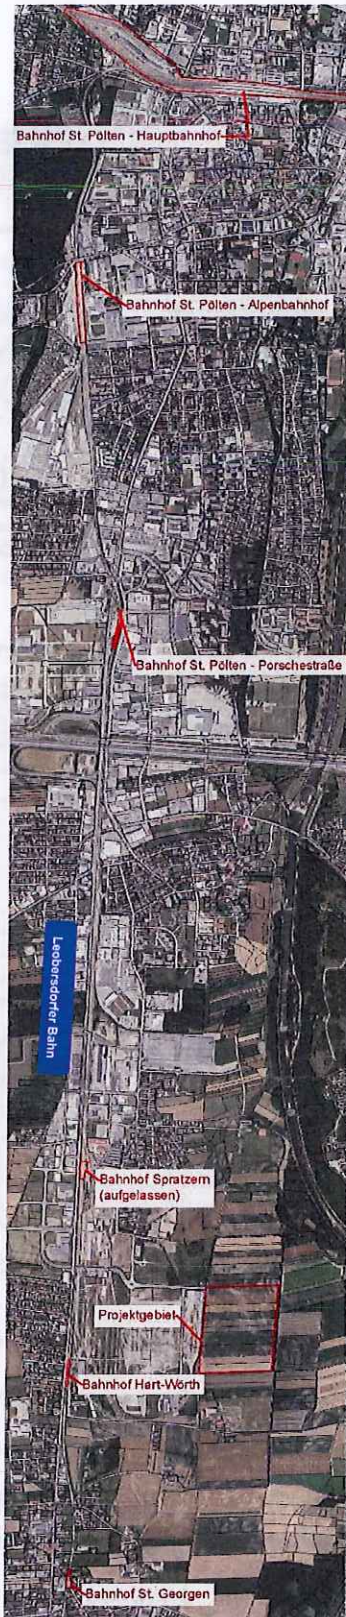 Bahnhof St. Pölten - Hauptbahnhof
Bahnhof St. Pölten - Alpenbahnhof
Bahnhof St. Pölten - Porschestraße
Leobersdorfer Bahn
Bahnhof Spratzern
(aufgelassen)
Projektgebiet
Bahnhof Hart-Wörth
Bahnhof St. Georgen